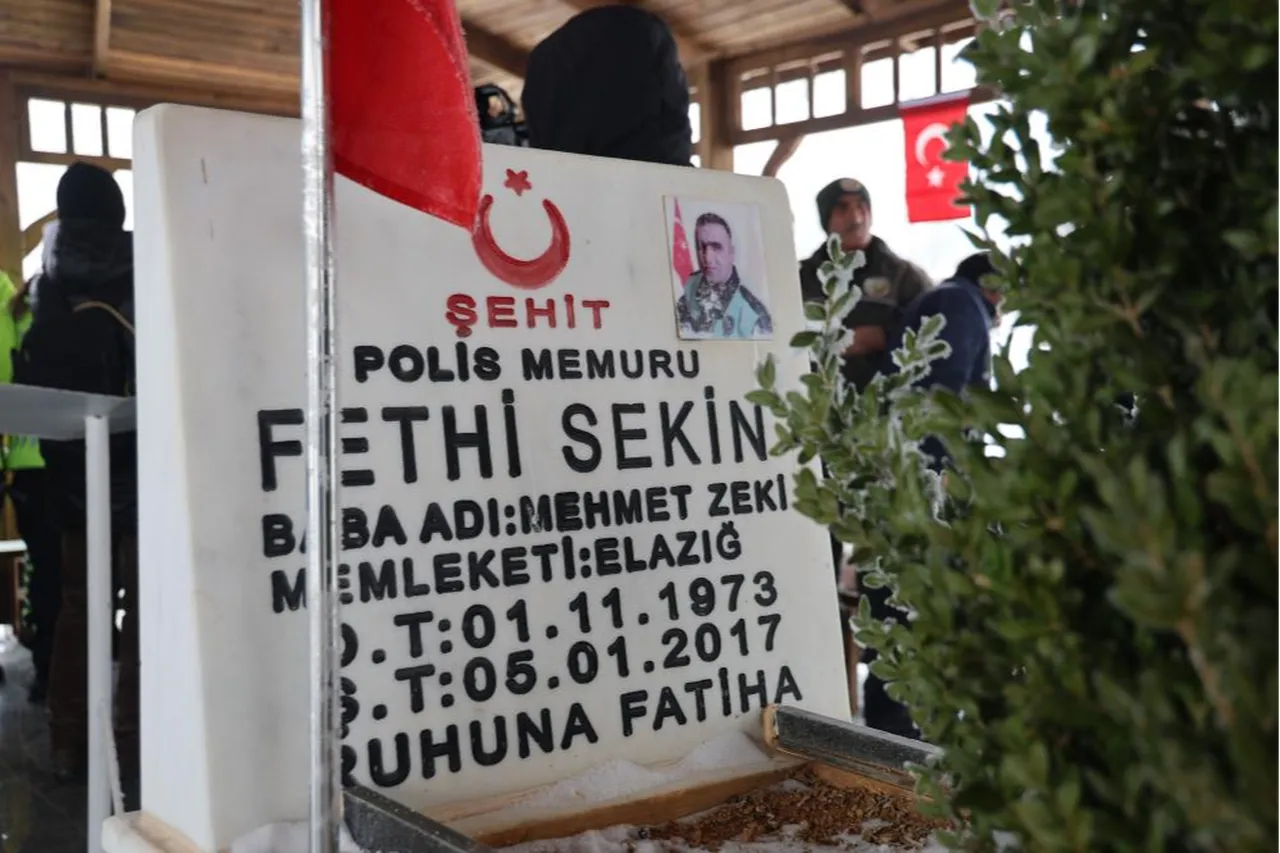 ŞEHİT
POLİS MEMURU
FETHİ SEKİN
BABA ADI:MEHMET ZEKİ
MEMLEKETİ:ELAZIĞ
D.T:01.11.1973
Ş.T:05.01.2017
RUHUNA FATİHA